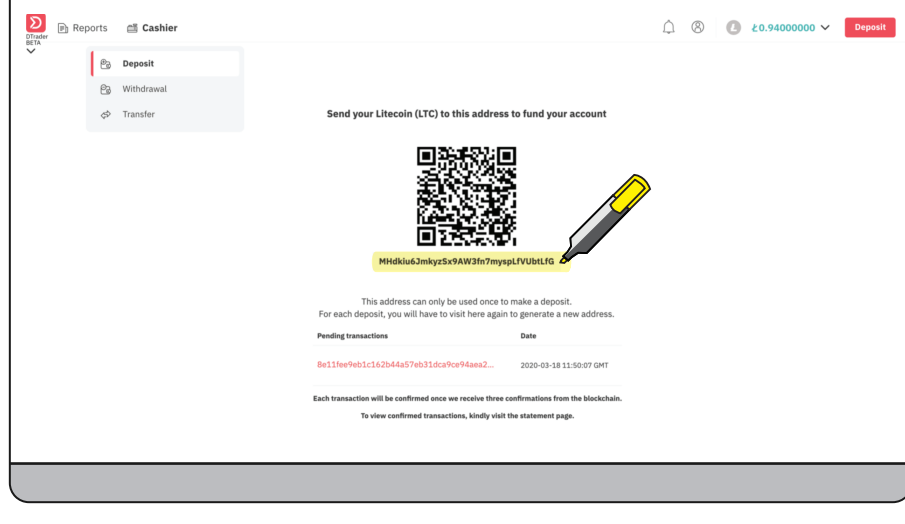 DTrader
BETA
Reports
Cashier
Ł0.94000000
Deposit
Deposit
Withdrawal
Transfer
Send your Litecoin (LTC) to this address to fund your account
MHdkiu6JmkyzSx9AW3fn7myspLfVUbtLfG
This address can only be used once to make a deposit.
For each deposit, you will have to visit here again to generate a new address.
Pending transactions Date
8e11fee9eb1c162b44a57eb31dca9ce94aea2... 2020-03-18 11:50:07 GMT
Each transaction will be confirmed once we receive three confirmations from the blockchain.
To view confirmed transactions, kindly visit the statement page.